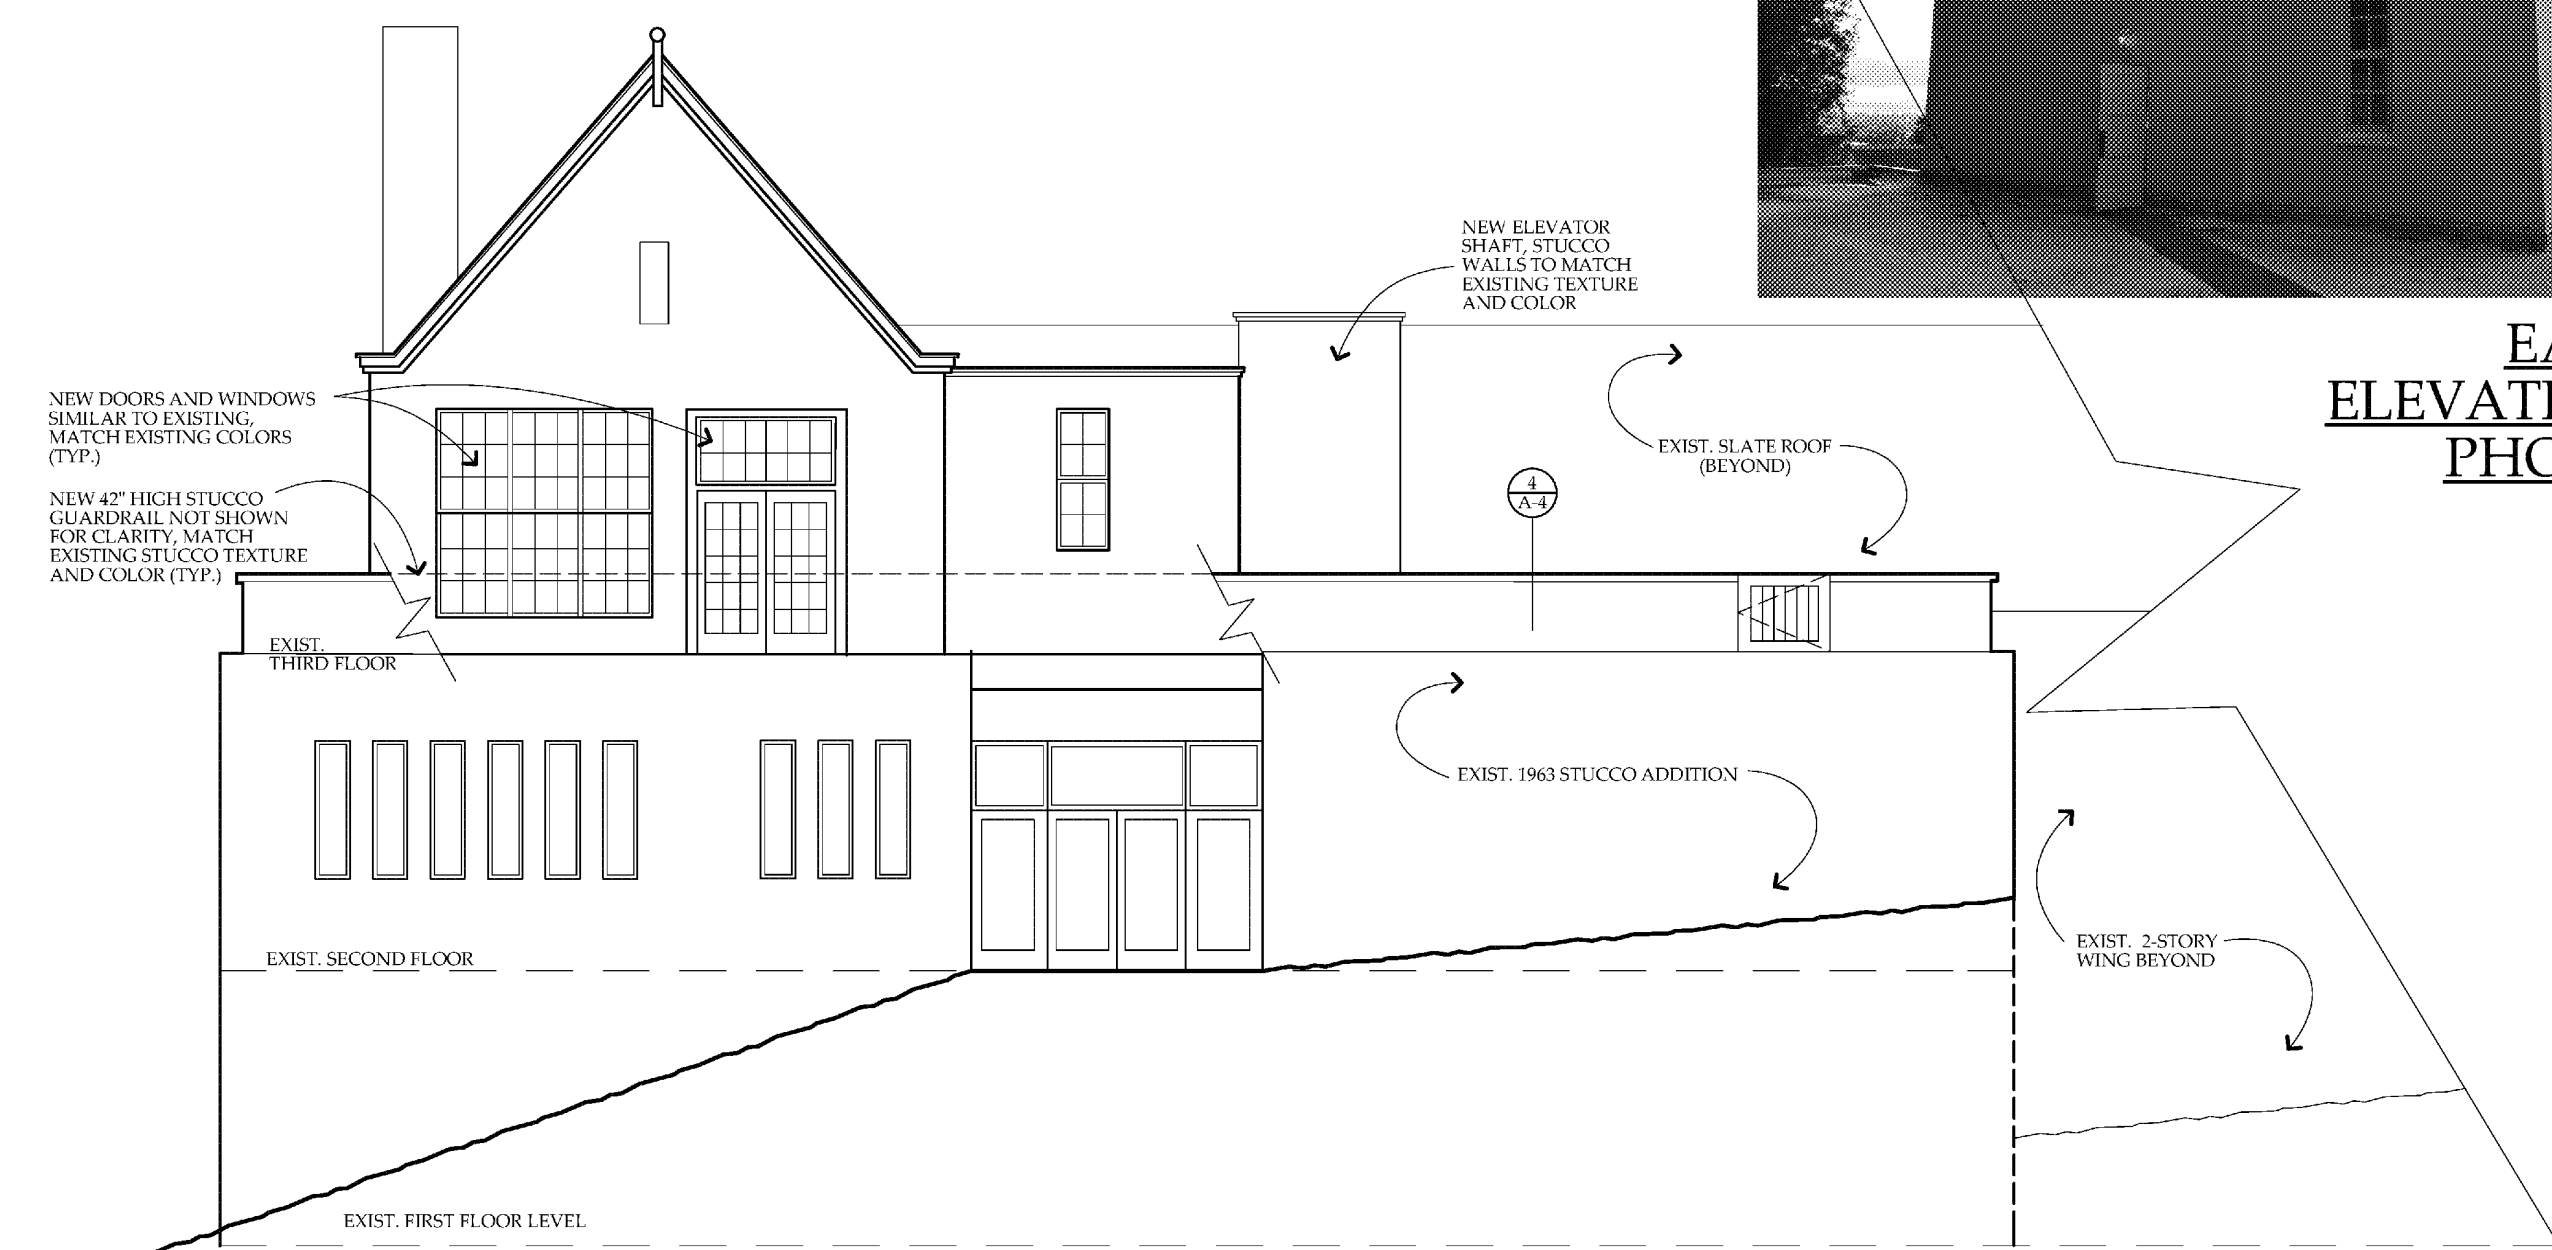 NEW ELEVATOR
SHAFT, STUCCO
WALLS TO MATCH
EXISTING TEXTURE
AND COLOR
NEW DOORS AND WINDOWS
SIMILAR TO EXISTING,
MATCH EXISTING COLORS
(TYP.)
NEW 42" HIGH STUCCO
GUARDRAIL NOT SHOWN
FOR CLARITY, MATCH
EXISTING STUCCO TEXTURE
AND COLOR (TYP.)
EXIST. SLATE ROOF
(BEYOND)
4
A-4
EXIST.
THIRD FLOOR
EXIST. 1963 STUCCO ADDITION
EXIST. 2-STORY
WING BEYOND
EXIST. SECOND FLOOR
EXIST. FIRST FLOOR LEVEL